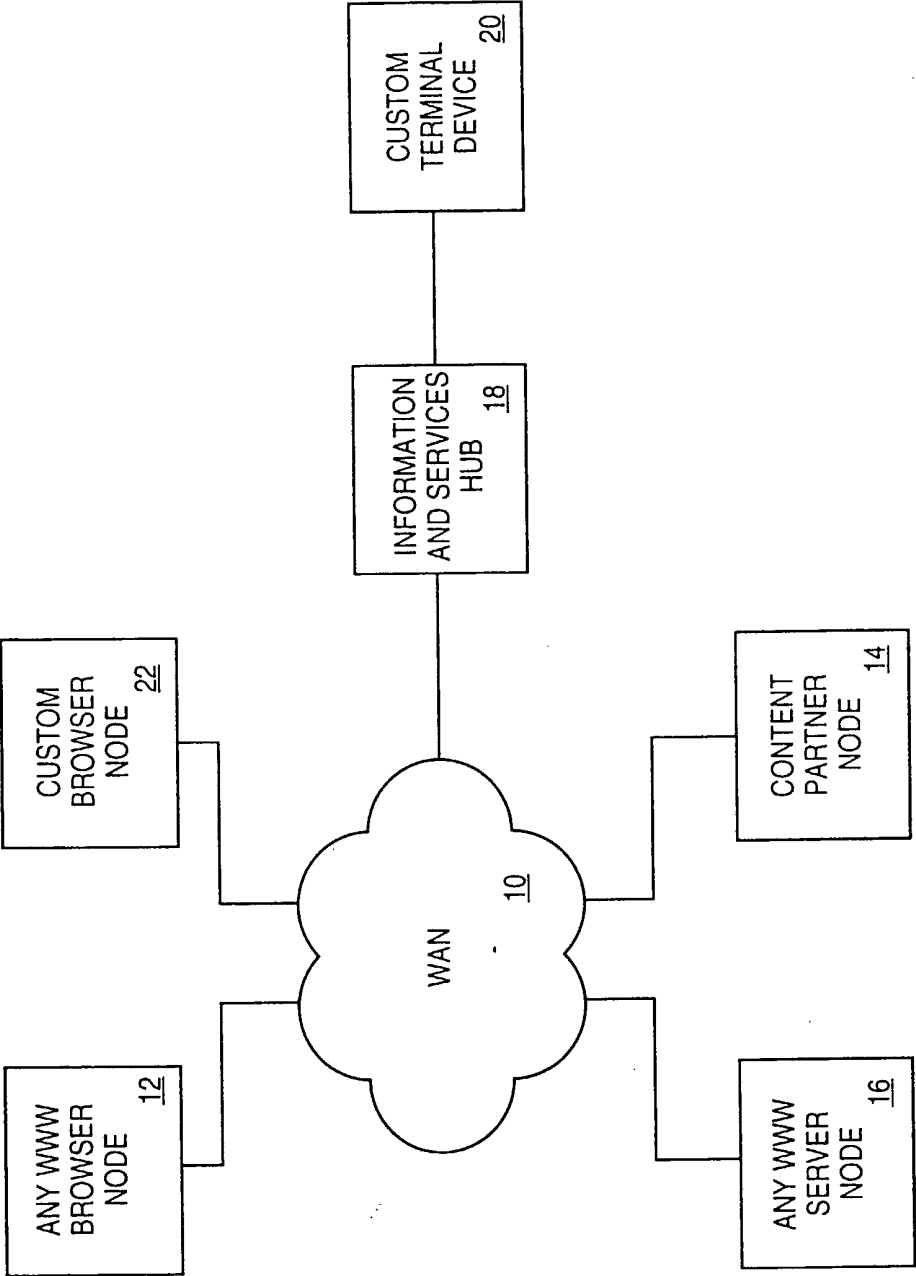 CUSTOM
TERMINAL
DEVICE
20
INFORMATION
AND SERVICES
HUB
18
CUSTOM
BROWSER
NODE
22
CONTENT
PARTNER
NODE
14
WAN
10
ANY WWW
BROWSER
NODE
12
ANY WWW
SERVER
NODE
16